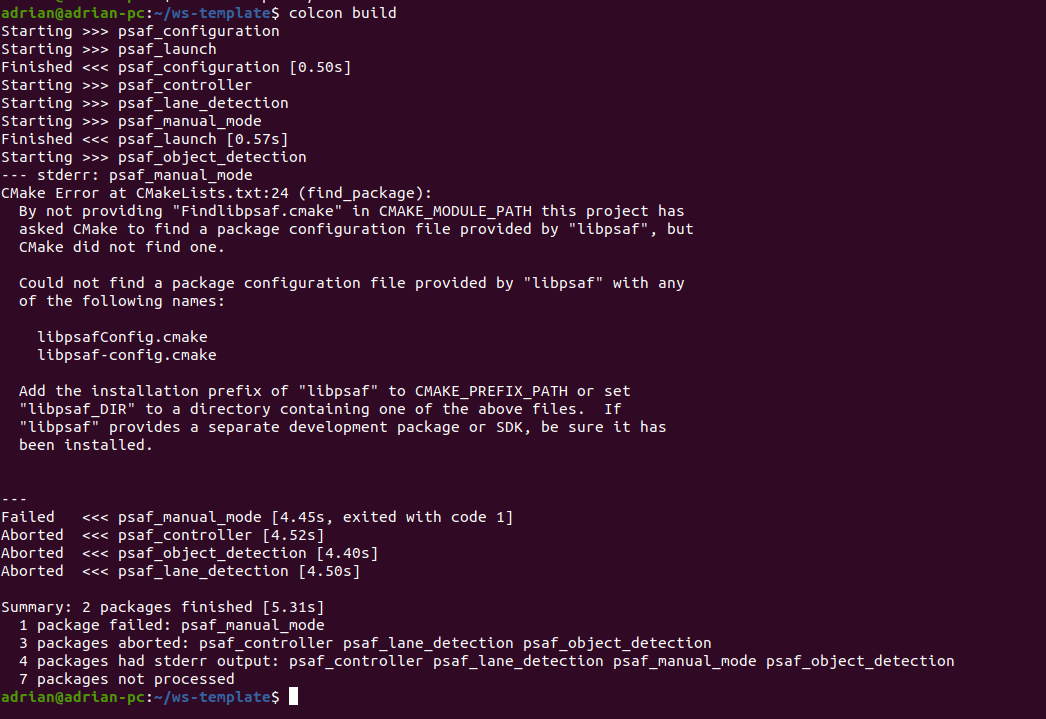 adrian@adrian-pc:~/ws-template$ colcon build
Starting >>> psaf_configuration
Starting >>> psaf_launch
Finished <<< psaf_configuration [0.50s]
Starting >>> psaf_controller
Starting >>> psaf_lane_detection
Starting >>> psaf_manual_mode
Finished <<< psaf_launch [0.57s]
Starting >>> psaf_object_detection
--- stderr: psaf_manual_mode
CMake Error at CMakeLists.txt:24 (find_package):
  By not providing "Findlibpsaf.cmake" in CMAKE_MODULE_PATH this project has
  asked CMake to find a package configuration file provided by "libpsaf", but
  CMake did not find one.

  Could not find a package configuration file provided by "libpsaf" with any
  of the following names:

    libpsafConfig.cmake
    libpsaf-config.cmake

  Add the installation prefix of "libpsaf" to CMAKE_PREFIX_PATH or set
  "libpsaf_DIR" to a directory containing one of the above files.  If
  "libpsaf" provides a separate development package or SDK, be sure it has
  been installed.


---
Failed   <<< psaf_manual_mode [4.45s, exited with code 1]
Aborted  <<< psaf_controller [4.52s]
Aborted  <<< psaf_object_detection [4.40s]
Aborted  <<< psaf_lane_detection [4.50s]

Summary: 2 packages finished [5.31s]
  1 package failed: psaf_manual_mode
  3 packages aborted: psaf_controller psaf_lane_detection psaf_object_detection
  4 packages had stderr output: psaf_controller psaf_lane_detection psaf_manual_mode psaf_object_detection
  7 packages not processed
adrian@adrian-pc:~/ws-template$